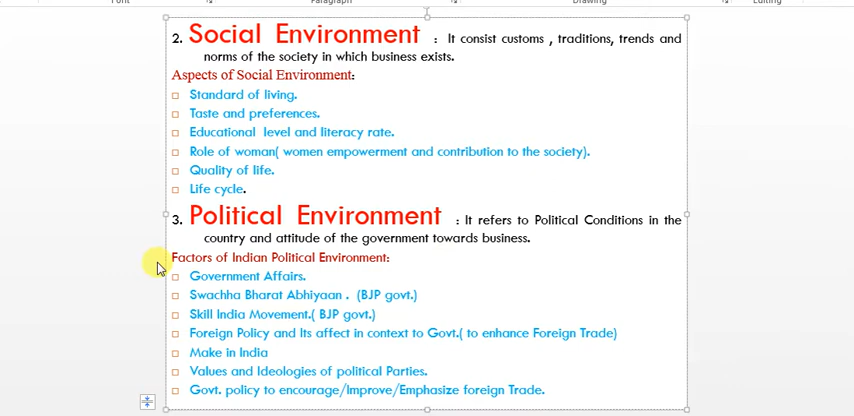 Font
Paragraph
Drawing
Editing
2. Social Environment : It consist customs , traditions, trends and
norms of the society in which business exists.
Aspects of Social Environment:
Standard of living.
Taste and preferences.
Educational level and literacy rate.
Role of woman( women empowerment and contribution to the society).
Quality of life.
Life cycle.
3. Political Environment : It refers to Political Conditions in the
country and attitude of the government towards business.
Factors of Indian Political Environment:
Government Affairs.
Swachha Bharat Abhiyaan . (BJP govt.)
Skill India Movement.( BJP govt.)
Foreign Policy and Its affect in context to Govt.( to enhance Foreign Trade)
Make in India
Values and Ideologies of political Parties.
Govt. policy to encourage/Improve/Emphasize foreign Trade.